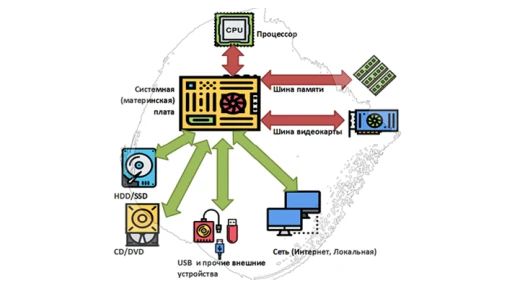 CPU
Процессор
Системная
(материнская)
плата
Шина памяти
Шина видеокарты
HDD/SSD
CD/DVD
USB и прочие внешние
устройства
Сеть (Интернет, Локальная)